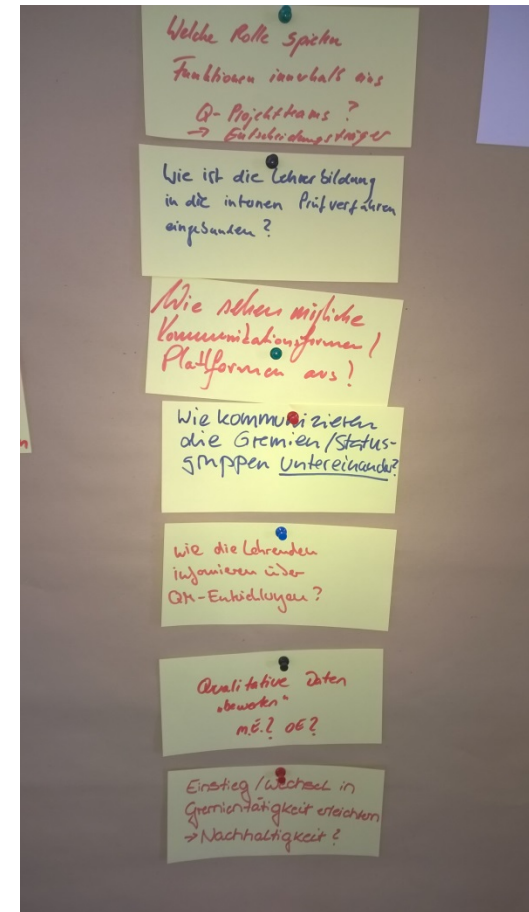 Welche Rolle spielen
Funktionen innerhalb eines
Q-Projektteams ?
→ Entscheidungsträger
Wie ist die Lehrerbildung
in die internen Prüfverfahren
eingebunden ?
Wie sehen mögliche
Kommunikationsformen /
Plattformen aus ?
Wie kommunizieren
die Gremien / Status-
gruppen untereinander?
Wie die Lehrenden
informieren über
QM-Entwicklungen ?
Qualitative Daten
„bewerten“
m.E.? OE?
Einstieg / Wechsel in
Gremientätigkeit erleichtern
→ Nachhaltigkeit ?